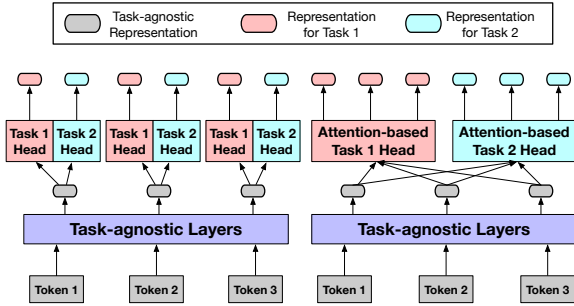 Task-agnostic
Representation
Representation
for Task 1
Representation
for Task 2
Task 1
Head
Task 2
Head
Task 1
Head
Task 2
Head
Task 1
Head
Task 2
Head
Attention-based
Task 1 Head
Attention-based
Task 2 Head
Task-agnostic Layers
Task-agnostic Layers
Token 1
Token 2
Token 3
Token 1
Token 2
Token 3